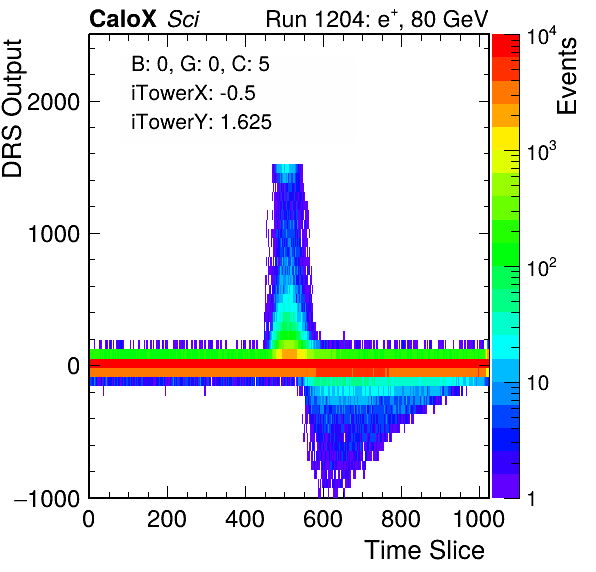 CaloX Sci Run 1204: e+, 80 GeV
B: 0, G: 0, C: 5
iTowerX: -0.5
iTowerY: 1.625
DRS Output
2000
1000
0
−1000
0 200 400 600 800 1000
Time Slice
Events
10^4
10^3
10^2
10
1